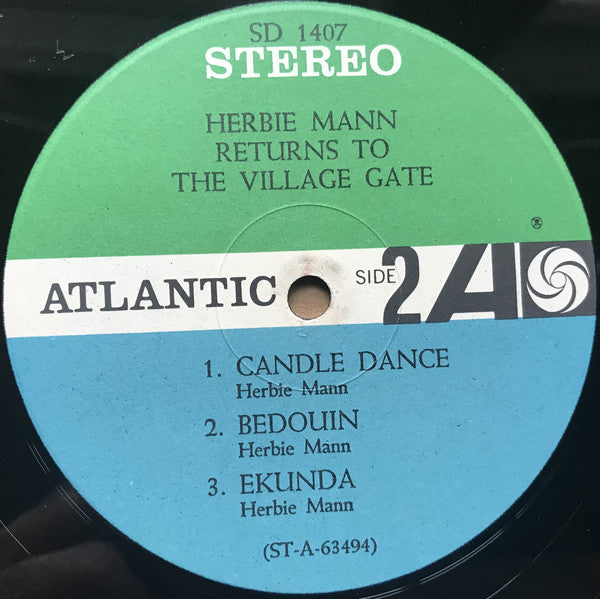 SD 1407
STEREO
HERBIE MANN
RETURNS TO
THE VILLAGE GATE
®
ATLANTIC SIDE 2 A
1. CANDLE DANCE
Herbie Mann
2. BEDOUIN
Herbie Mann
3. EKUNDA
Herbie Mann
(ST-A-63494)